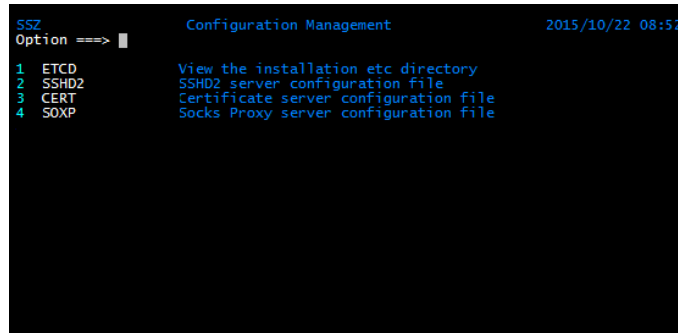 SSZ Configuration Management 2015/10/22 08:52
Option ===>
1 ETCD View the installation etc directory
2 SSHD2 SSHD2 server configuration file
3 CERT Certificate server configuration file
4 SOXP Socks Proxy server configuration file